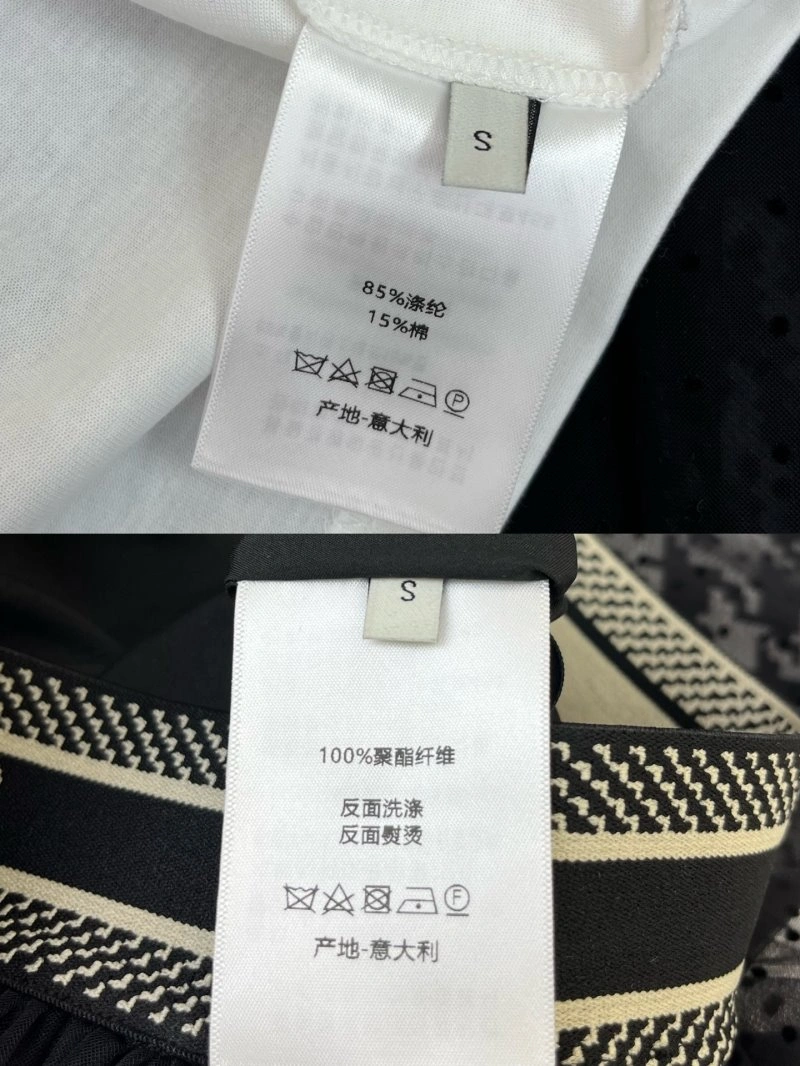 S
85%涤纶
15%棉
P
产地-意大利
S
100%聚酯纤维
反面洗涤
反面熨烫
F
产地-意大利